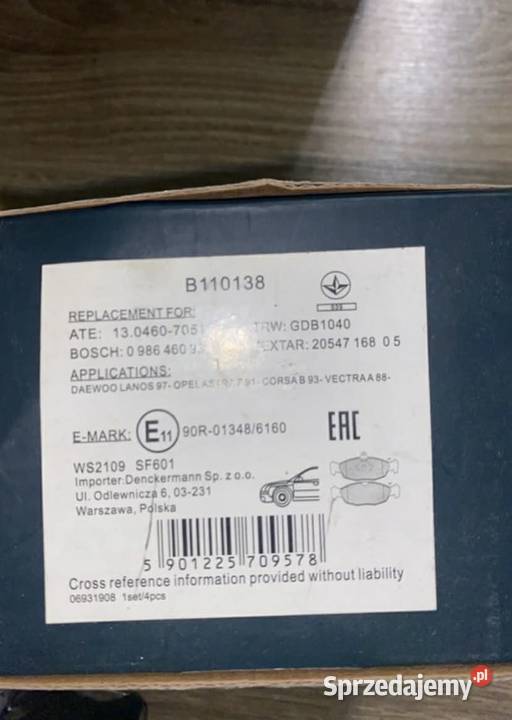 B110138
REPLACEMENT FOR:
ATE: 13.0460-705 TRW: GDB1040
BOSCH: 0 986 460 9 TEXTAR: 20547 168 0 5
APPLICATIONS:
DAEWOO LANOS 97- OPEL ASTRA F 91- CORSA B 93- VECTRA A 88-
E-MARK: E11 90R-01348/6160 EAC
WS2109 SF601
Importer:Denckermann Sp. z o.o.
Ul. Odlewnicza 6, 03-231
Warszawa, Polska
5 901225 709578
Cross reference information provided without liability
06931908 1set/4pcs
Sprzedajemy.pl